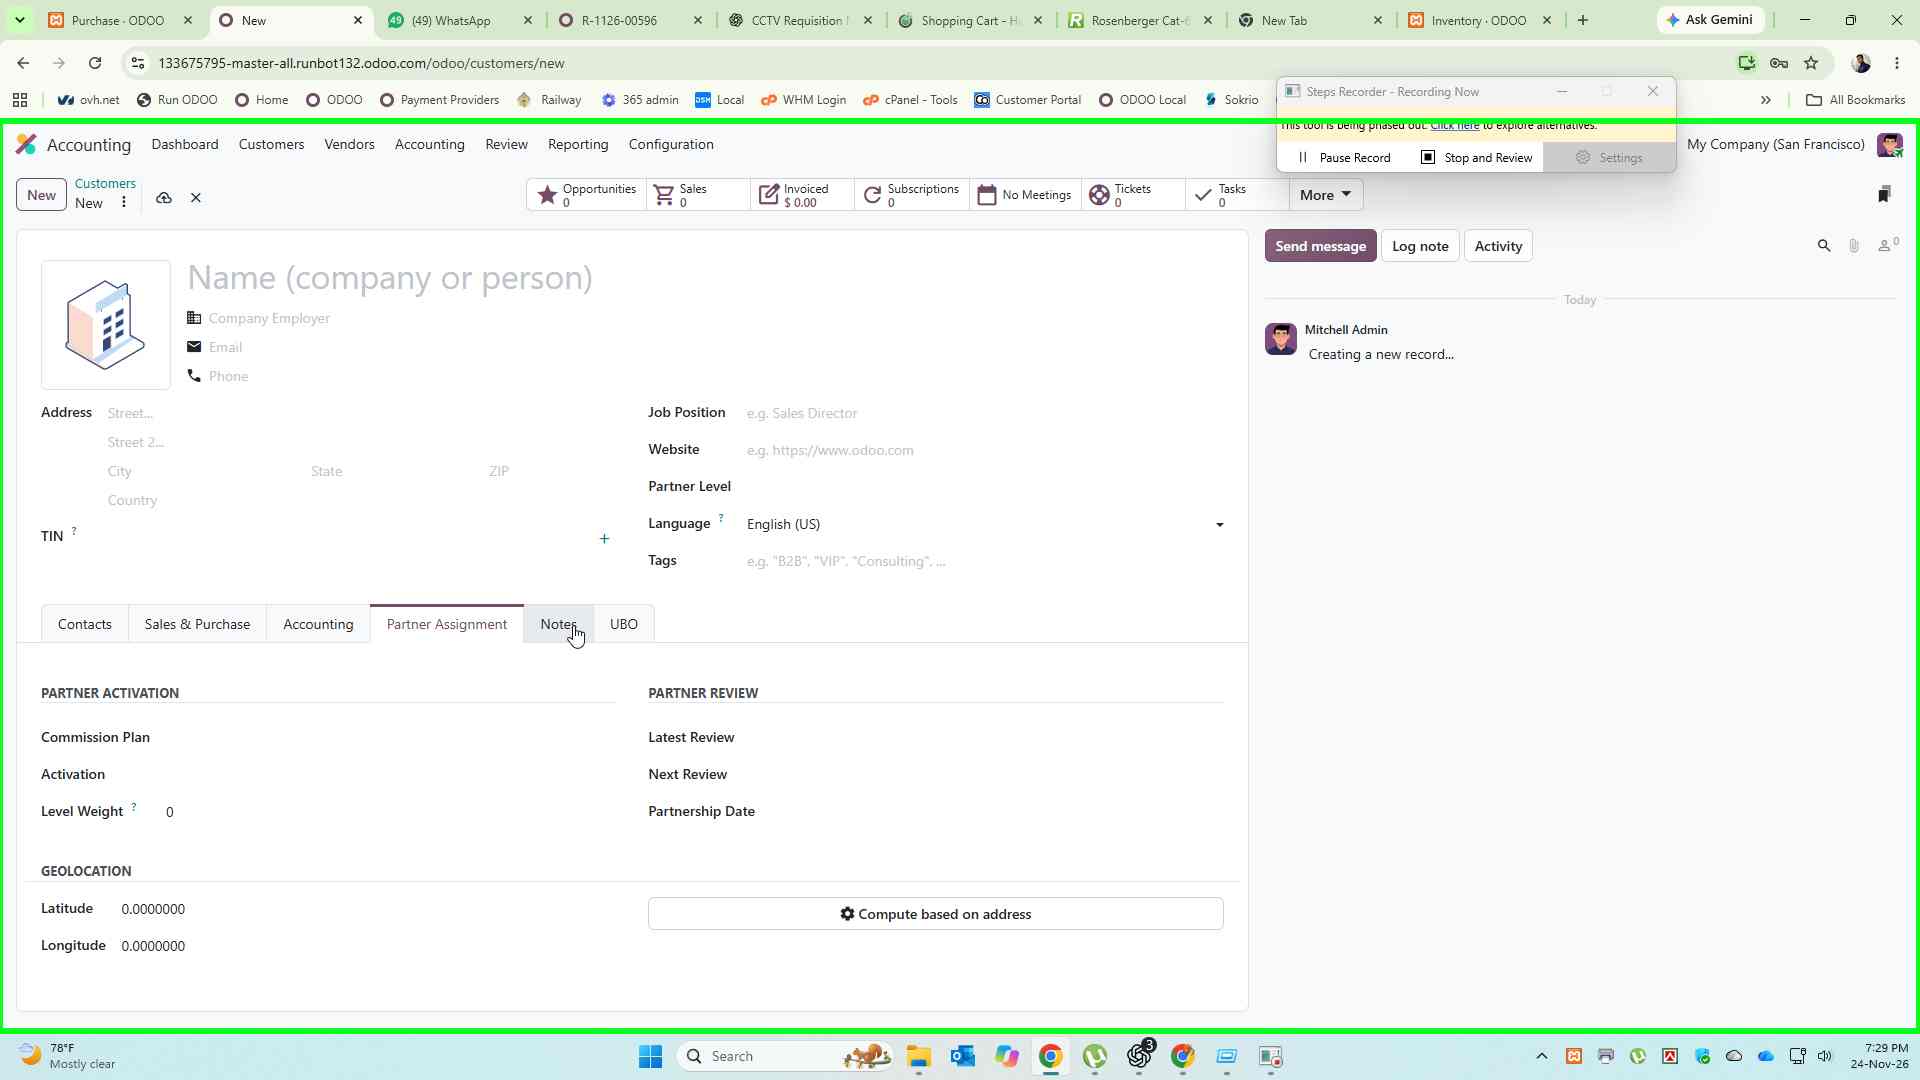 Purchase - ODOO
New
(49) WhatsApp
R-1126-00596
CCTV Requisition
Shopping Cart - H
Rosenberger Cat-6
New Tab
Inventory - ODOO
Ask Gemini
133675795-master-all.runbot132.odoo.com/odoo/customers/new
ovh.net
Run ODOO
Home
ODOO
Payment Providers
Railway
365 admin
Local
WHM Login
cPanel - Tools
Customer Portal
ODOO Local
Sokrio
All Bookmarks
Steps Recorder - Recording Now
This tool is being phased out. Click here to explore alternatives.
Pause Record
Stop and Review
Settings
Accounting
Dashboard
Customers
Vendors
Accounting
Review
Reporting
Configuration
My Company (San Francisco)
New
Customers
New
Opportunities
0
Sales
0
Invoiced
$ 0.00
Subscriptions
0
No Meetings
Tickets
0
Tasks
0
More
Name (company or person)
Company Employer
Email
Phone
Address
Street...
Street 2...
City
State
ZIP
Country
TIN ?
Job Position
e.g. Sales Director
Website
e.g. https://www.odoo.com
Partner Level
Language ?
English (US)
Tags
e.g. "B2B", "VIP", "Consulting", ...
Contacts
Sales & Purchase
Accounting
Partner Assignment
Notes
UBO
PARTNER ACTIVATION
Commission Plan
Activation
Level Weight ?
0
PARTNER REVIEW
Latest Review
Next Review
Partnership Date
GEOLOCATION
Latitude
0.0000000
Longitude
0.0000000
Compute based on address
Send message
Log note
Activity
0
Today
Mitchell Admin
Creating a new record...
78°F
Mostly clear
Search
3
7:29 PM
24-Nov-26